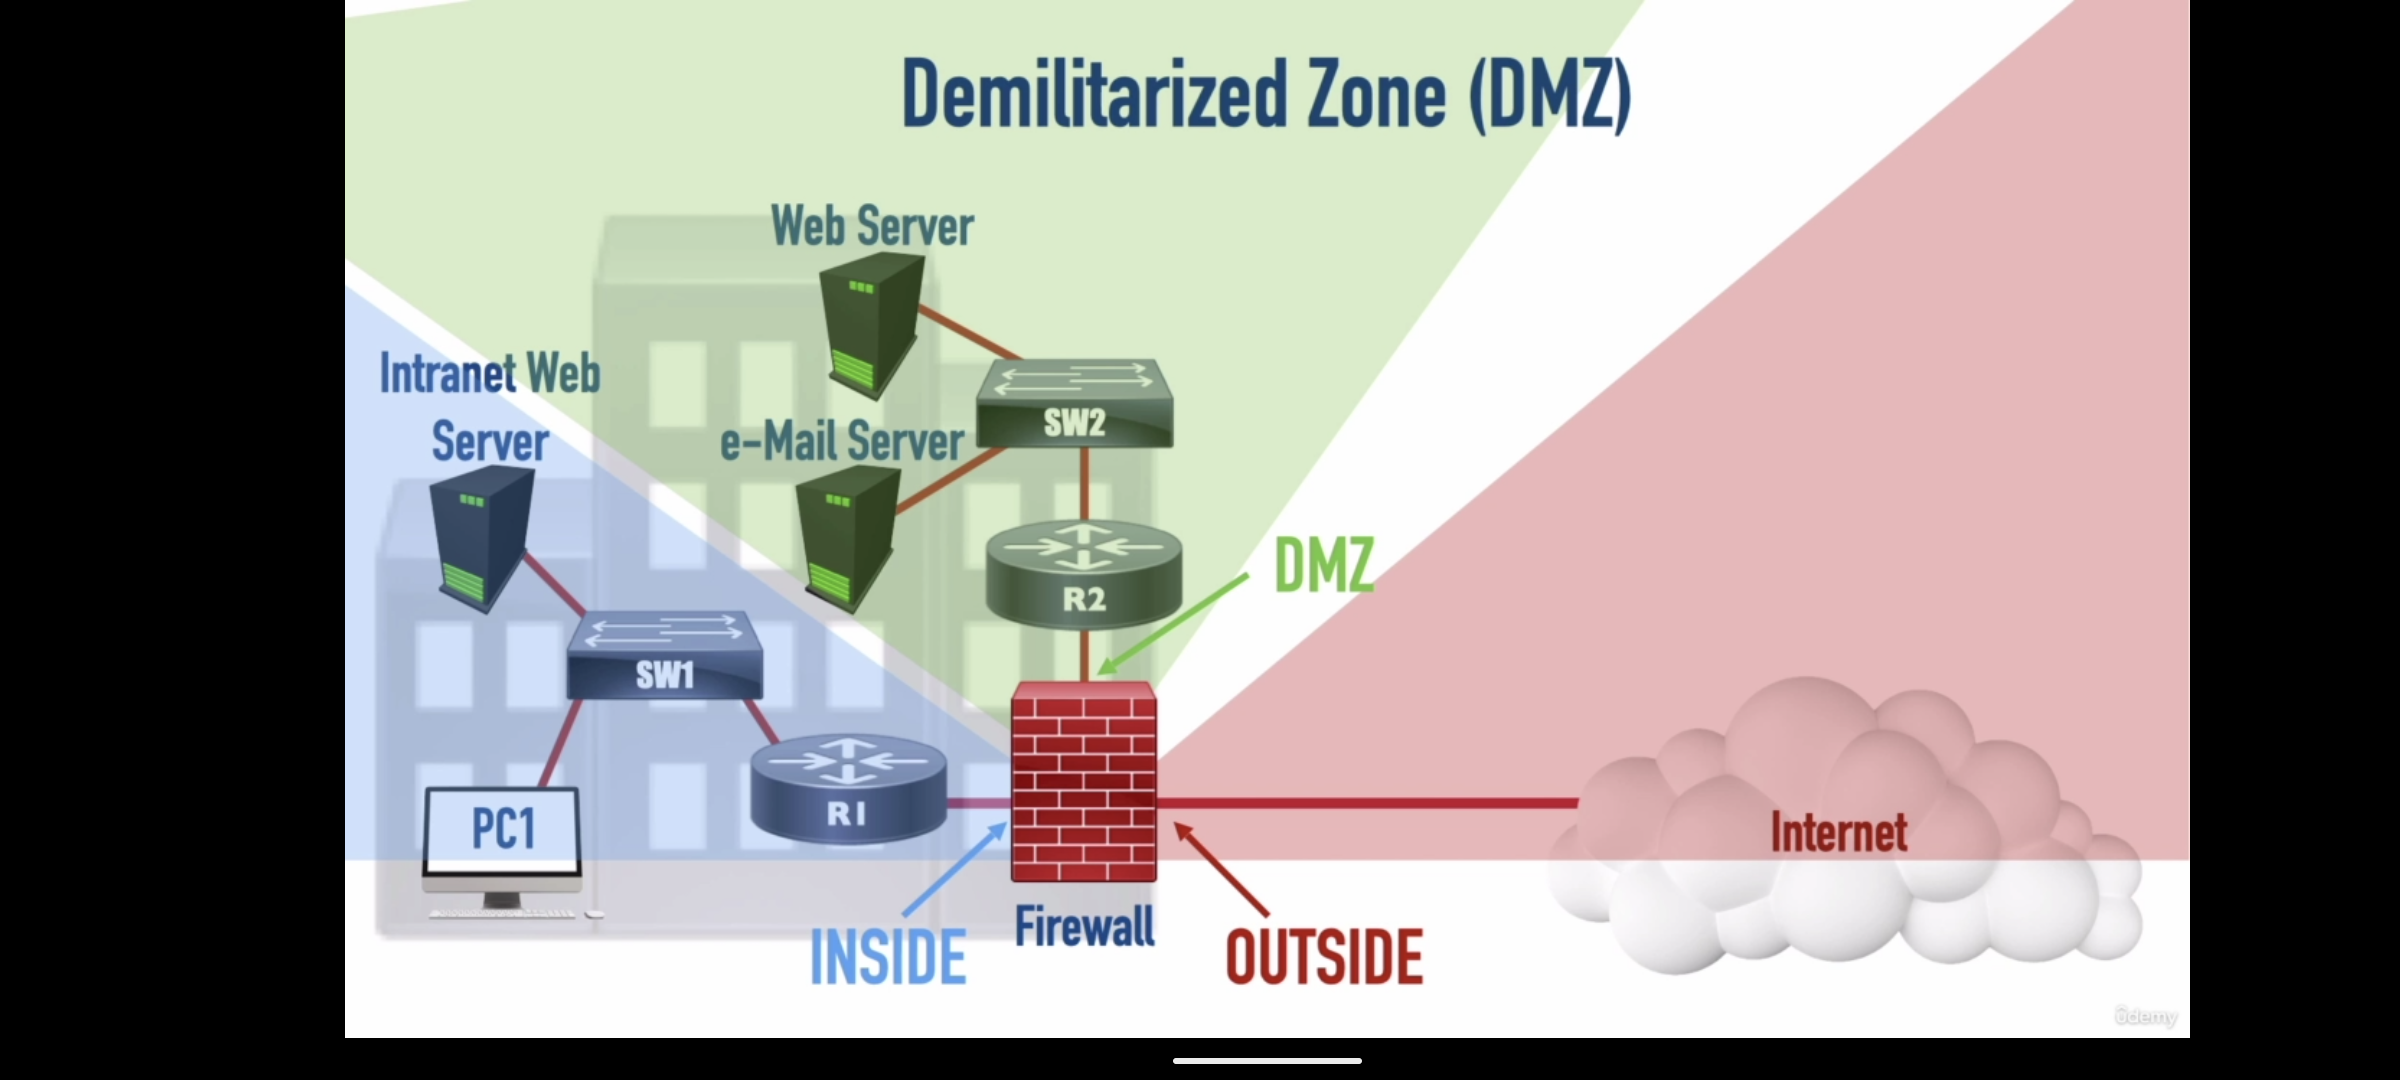 Demilitarized Zone (DMZ)
Web Server
Intranet Web
Server
e-Mail Server
SW2
R2
DMZ
SW1
R1
PC1
Internet
Firewall
INSIDE
OUTSIDE
ûdemy